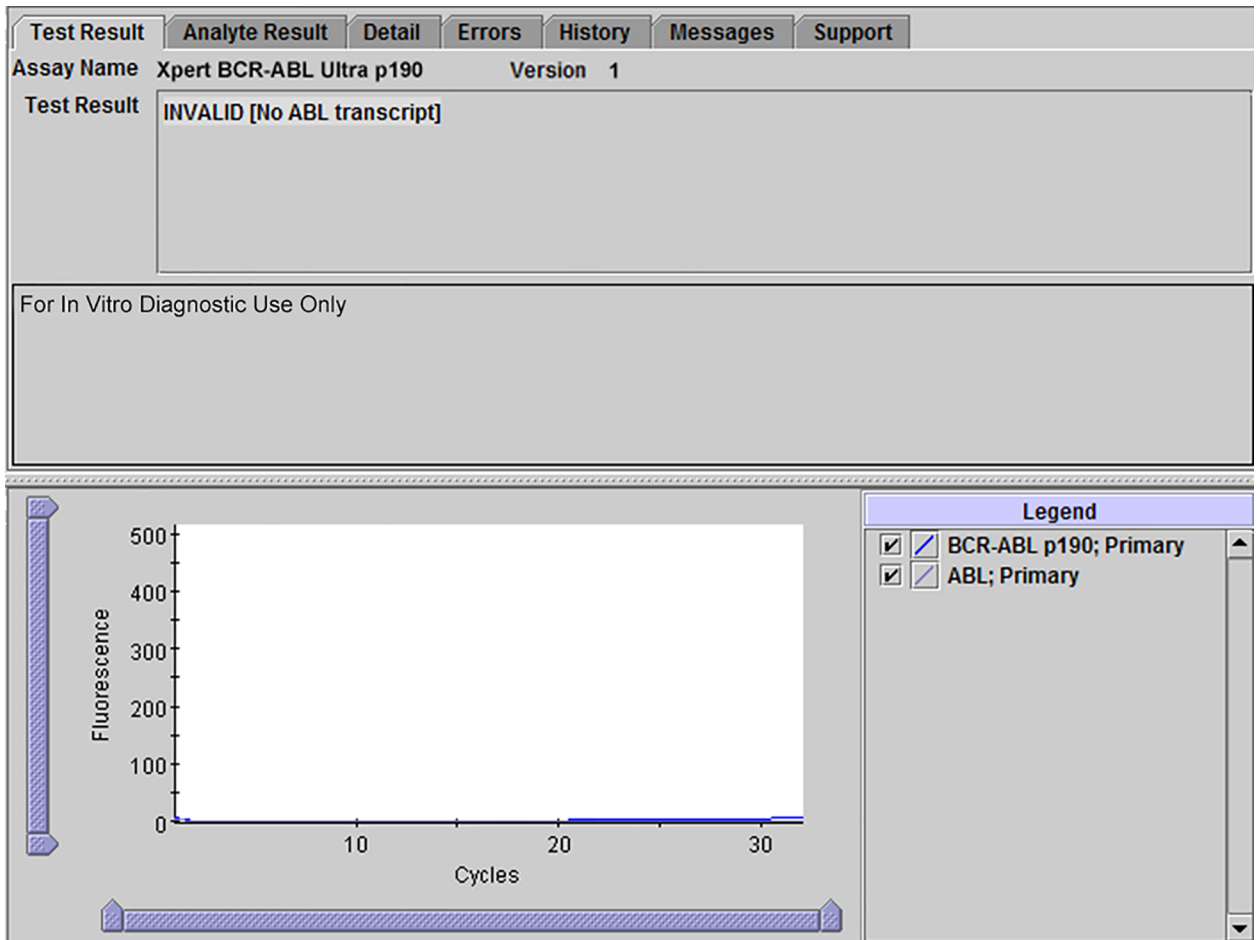 Test Result Analyte Result Detail Errors History Messages Support
Assay Name Xpert BCR-ABL Ultra p190 Version 1
Test Result INVALID [No ABL transcript]
For In Vitro Diagnostic Use Only
500
400
300
200
100
0
Fluorescence
10 20 30
Cycles
Legend
BCR-ABL p190; Primary
ABL; Primary